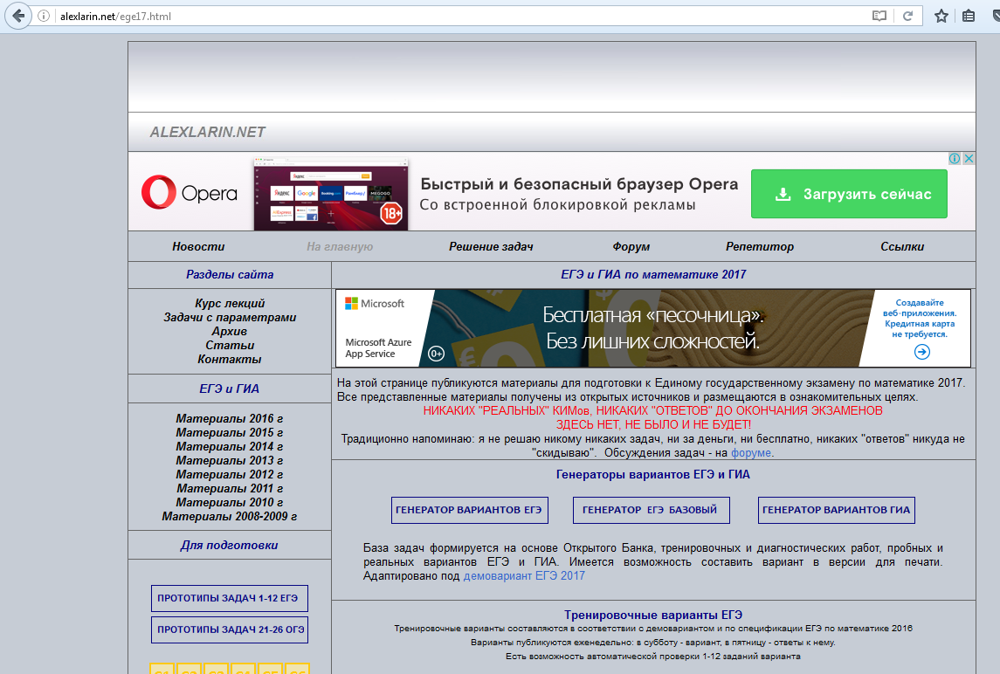 alexlarin.net/ege17.html
ALEXLARIN.NET
Opera
18+
Быстрый и безопасный браузер Opera
Со встроенной блокировкой рекламы
Загрузить сейчас
Новости На главную Решение задач Форум Репетитор Ссылки
Разделы сайта
Курс лекций
Задачи с параметрами
Архив
Статьи
Контакты
ЕГЭ и ГИА
Материалы 2016 г
Материалы 2015 г
Материалы 2014 г
Материалы 2013 г
Материалы 2012 г
Материалы 2011 г
Материалы 2010 г
Материалы 2008-2009 г
Для подготовки
ПРОТОТИПЫ ЗАДАЧ 1-12 ЕГЭ
ПРОТОТИПЫ ЗАДАЧ 21-26 ОГЭ
ЕГЭ и ГИА по математике 2017
Microsoft
Microsoft Azure
App Service
0+
Бесплатная «песочница».
Без лишних сложностей.
Создавайте
веб-приложения.
Кредитная карта
не требуется.
На этой странице публикуются материалы для подготовки к Единому государственному экзамену по математике 2017.
Все представленные материалы получены из открытых источников и размещаются в ознакомительных целях.
НИКАКИХ "РЕАЛЬНЫХ" КИМов, НИКАКИХ "ОТВЕТОВ" ДО ОКОНЧАНИЯ ЭКЗАМЕНОВ
ЗДЕСЬ НЕТ, НЕ БЫЛО И НЕ БУДЕТ!
Традиционно напоминаю: я не решаю никому никаких задач, ни за деньги, ни бесплатно, никаких "ответов" никуда не
"скидываю". Обсуждения задач - на форуме.
Генераторы вариантов ЕГЭ и ГИА
ГЕНЕРАТОР ВАРИАНТОВ ЕГЭ ГЕНЕРАТОР ЕГЭ БАЗОВЫЙ ГЕНЕРАТОР ВАРИАНТОВ ГИА
База задач формируется на основе Открытого Банка, тренировочных и диагностических работ, пробных и
реальных вариантов ЕГЭ и ГИА. Имеется возможность составить вариант в версии для печати.
Адаптировано под демовариант ЕГЭ 2017
Тренировочные варианты ЕГЭ
Тренировочные варианты составляются в соответствии с демовариантом и по спецификации ЕГЭ по математике 2016
Варианты публикуются еженедельно: в субботу - вариант, в пятницу - ответы к нему.
Есть возможность автоматической проверки 1-12 заданий варианта